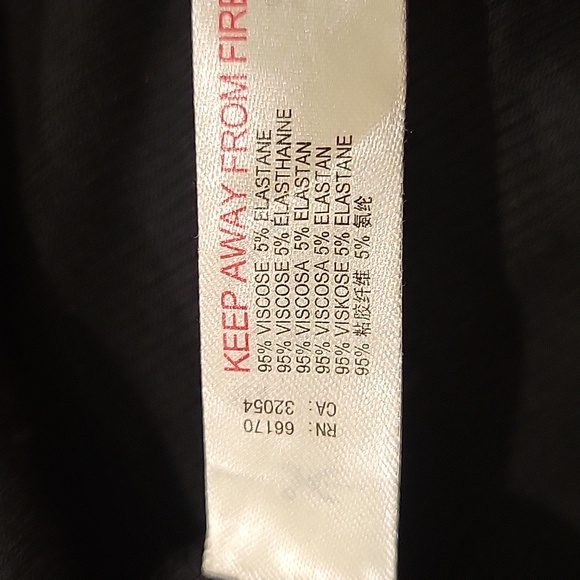 KEEP AWAY FROM FIRE
95% VISCOSE 5% ELASTANE
95% VISCOSE 5% ELASTHANNE
95% VISCOSA 5% ELASTAN
95% VISCOSA 5% ELASTAN
95% VISKOSE 5% ELASTANE
95% 粘胶纤维 5% 氨纶
RN: 66170
CA: 32054